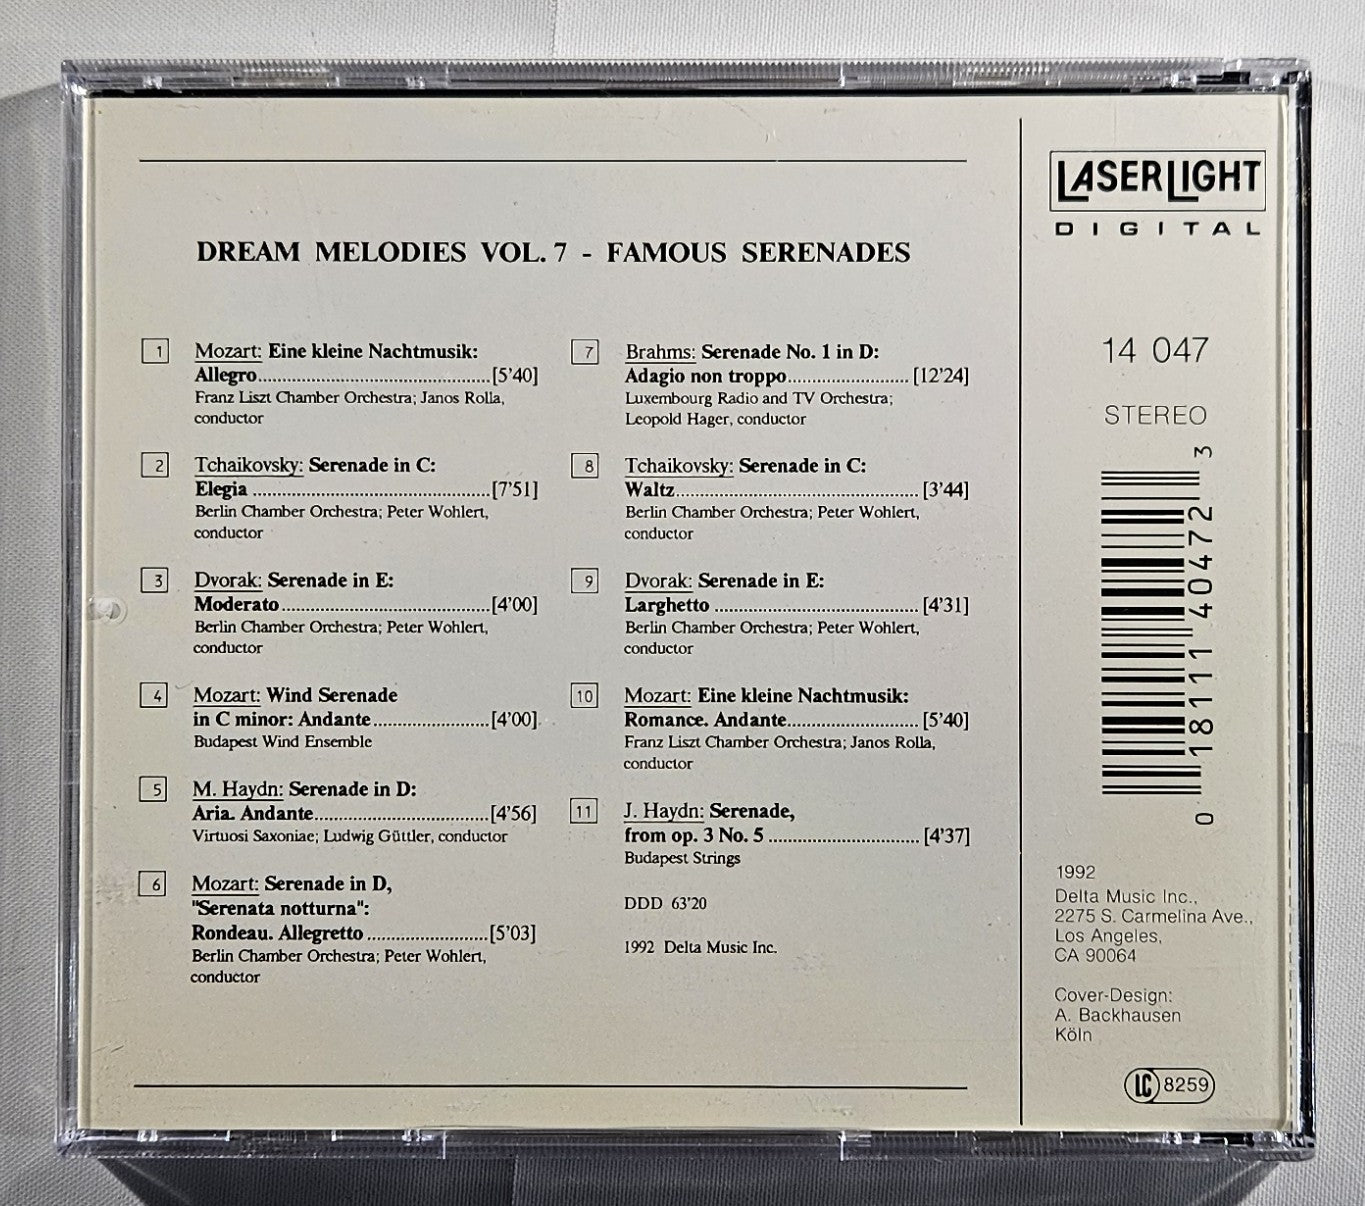 DREAM MELODIES VOL. 7 - FAMOUS SERENADES
1 Mozart: Eine kleine Nachtmusik:
Allegro..........................................[5'40]
Franz Liszt Chamber Orchestra; Janos Rolla,
conductor
2 Tchaikovsky: Serenade in C:
Elegia ...........................................[7'51]
Berlin Chamber Orchestra; Peter Wohlert,
conductor
3 Dvorak: Serenade in E:
Moderato......................................[4'00]
Berlin Chamber Orchestra; Peter Wohlert,
conductor
4 Mozart: Wind Serenade
in C minor: Andante.....................[4'00]
Budapest Wind Ensemble
5 M. Haydn: Serenade in D:
Aria. Andante................................[4'56]
Virtuosi Saxoniae; Ludwig Güttler, conductor
6 Mozart: Serenade in D,
"Serenata notturna":
Rondeau. Allegretto ......................[5'03]
Berlin Chamber Orchestra; Peter Wohlert,
conductor
7 Brahms: Serenade No. 1 in D:
Adagio non troppo......................[12'24]
Luxembourg Radio and TV Orchestra;
Leopold Hager, conductor
8 Tchaikovsky: Serenade in C:
Waltz............................................ [3'44]
Berlin Chamber Orchestra; Peter Wohlert,
conductor
9 Dvorak: Serenade in E:
Larghetto ..................................... [4'31]
Berlin Chamber Orchestra; Peter Wohlert,
conductor
10 Mozart: Eine kleine Nachtmusik:
Romance. Andante........................ [5'40]
Franz Liszt Chamber Orchestra; Janos Rolla,
conductor
11 J. Haydn: Serenade,
from op. 3 No. 5 ........................... [4'37]
Budapest Strings
DDD 63'20
1992 Delta Music Inc.
LASERLIGHT
DIGITAL
14 047
STEREO
0 18111 40472 3
1992
Delta Music Inc.,
2275 S. Carmelina Ave.,
Los Angeles,
CA 90064
Cover-Design:
A. Backhausen
Köln
LC 8259